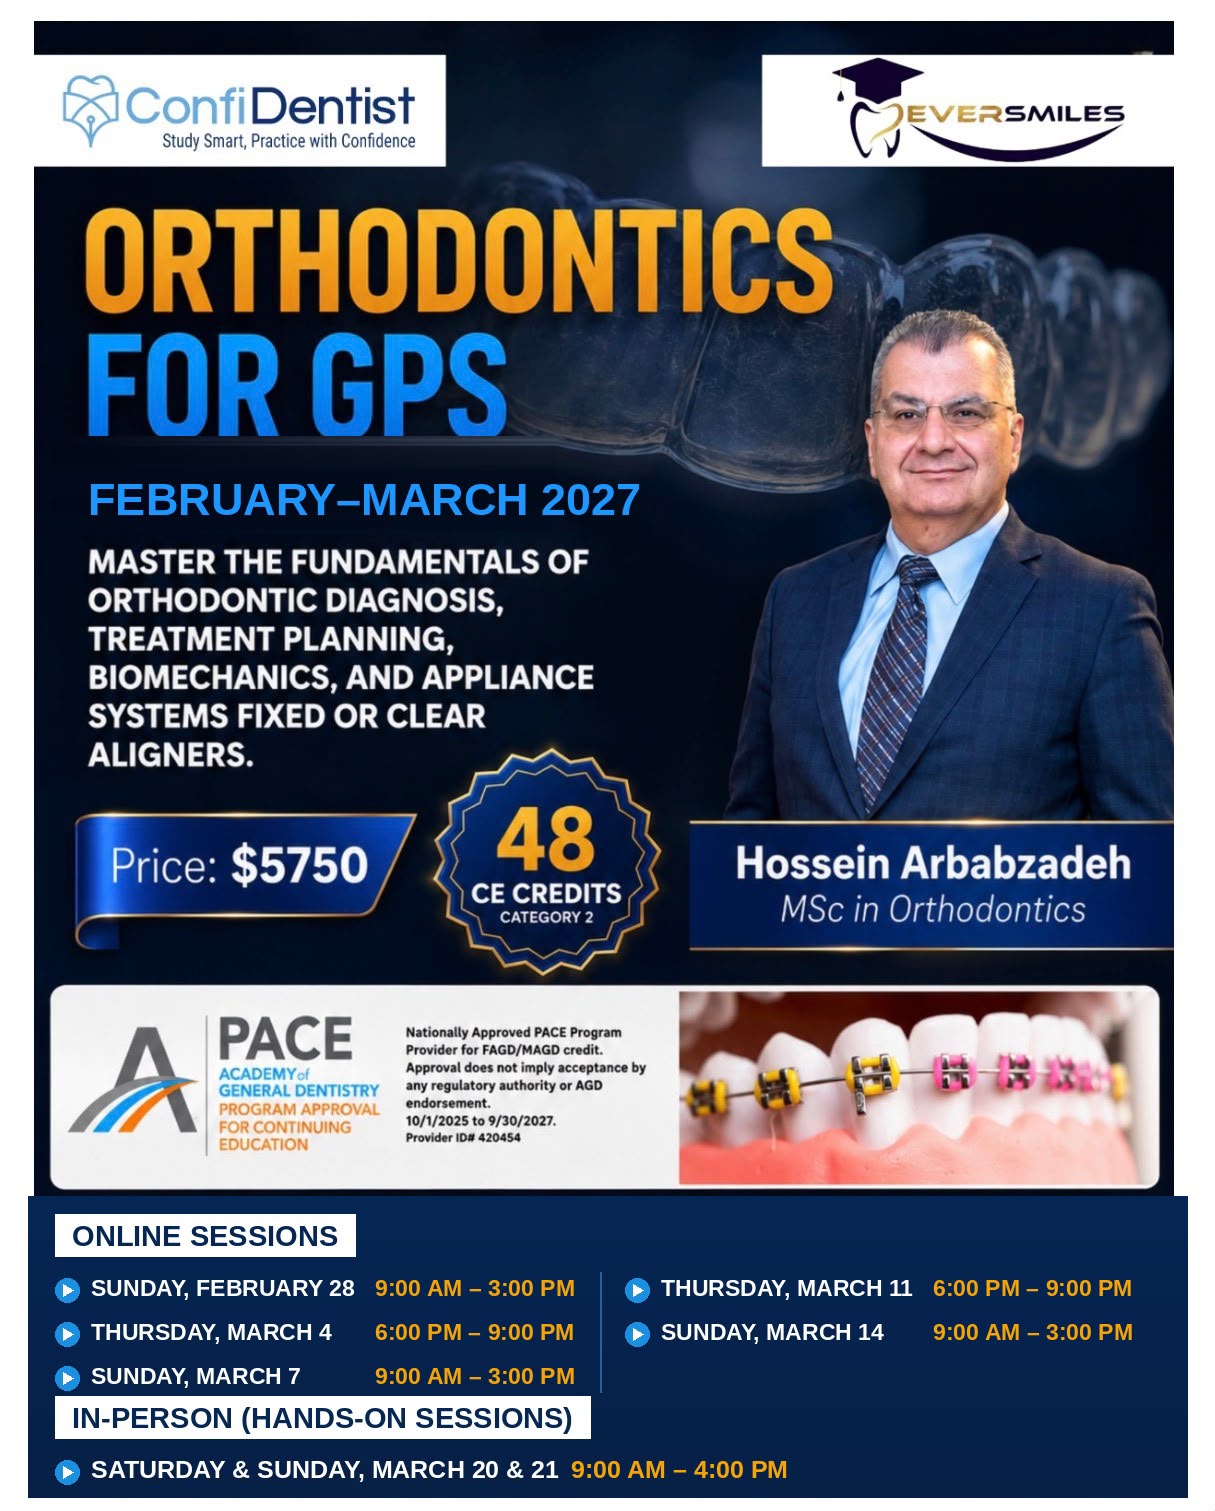 ConfiDentist
Study Smart, Practice with Confidence
EVERSMILES
ORTHODONTICS
FOR GPS
FEBRUARY–MARCH 2027
MASTER THE FUNDAMENTALS OF
ORTHODONTIC DIAGNOSIS,
TREATMENT PLANNING,
BIOMECHANICS, AND APPLIANCE
SYSTEMS FIXED OR CLEAR
ALIGNERS.
Price: $5750
48
CE CREDITS
CATEGORY 2
Hossein Arbabzadeh
MSc in Orthodontics
PACE
ACADEMY of
GENERAL DENTISTRY
PROGRAM APPROVAL
FOR CONTINUING
EDUCATION
Nationally Approved PACE Program
Provider for FAGD/MAGD credit.
Approval does not imply acceptance by
any regulatory authority or AGD
endorsement.
10/1/2025 to 9/30/2027.
Provider ID# 420454
ONLINE SESSIONS
SUNDAY, FEBRUARY 28 9:00 AM – 3:00 PM
THURSDAY, MARCH 4 6:00 PM – 9:00 PM
SUNDAY, MARCH 7 9:00 AM – 3:00 PM
THURSDAY, MARCH 11 6:00 PM – 9:00 PM
SUNDAY, MARCH 14 9:00 AM – 3:00 PM
IN-PERSON (HANDS-ON SESSIONS)
SATURDAY & SUNDAY, MARCH 20 & 21 9:00 AM – 4:00 PM